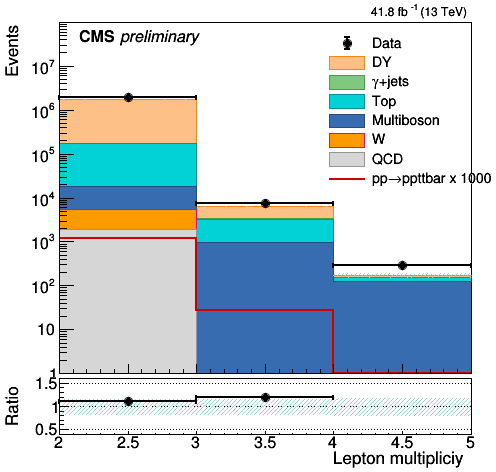 41.8 fb⁻¹ (13 TeV)
CMS preliminary
Events
10⁷
10⁶
10⁵
10⁴
10³
10²
10
1
Data
DY
γ+jets
Top
Multiboson
W
QCD
pp→ppttbar x 1000
Ratio
1.5
1
0.5
2 2.5 3 3.5 4 4.5 5
Lepton multipliciy